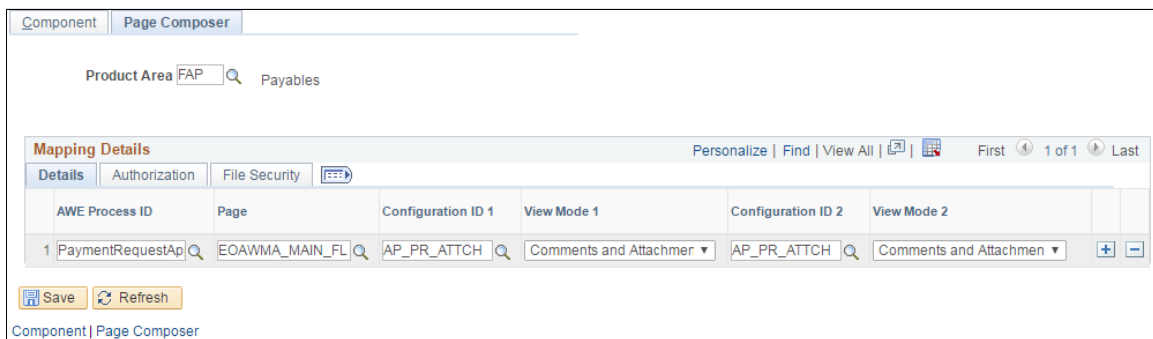 Component Page Composer
Product Area FAP Payables
Mapping Details Personalize | Find | View All | | First 1 of 1 Last
Details Authorization File Security
AWE Process ID Page Configuration ID 1 View Mode 1 Configuration ID 2 View Mode 2
1 PaymentRequestAp EOAWMA_MAIN_FL AP_PR_ATTCH Comments and Attachmen AP_PR_ATTCH Comments and Attachmen
Save Refresh
Component | Page Composer